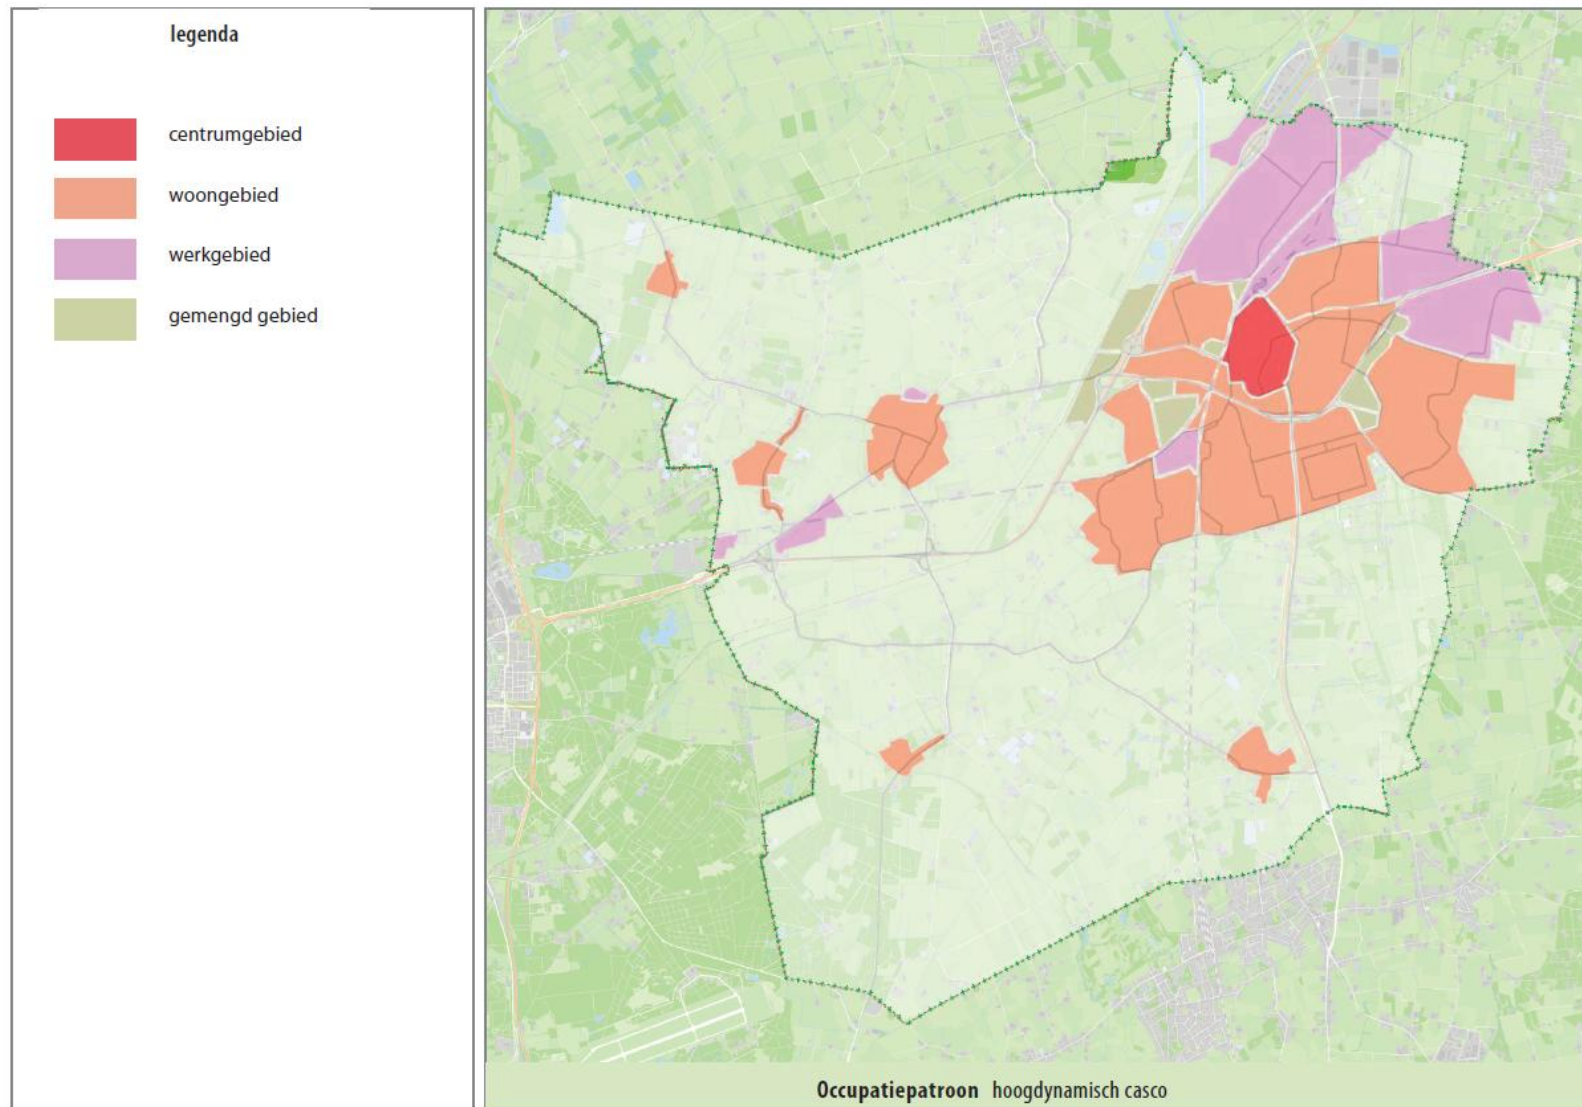 legenda
centrumgebied
woongebied
werkgebied
gemengd gebied
Occupatiepatroon hoogdynamisch casco